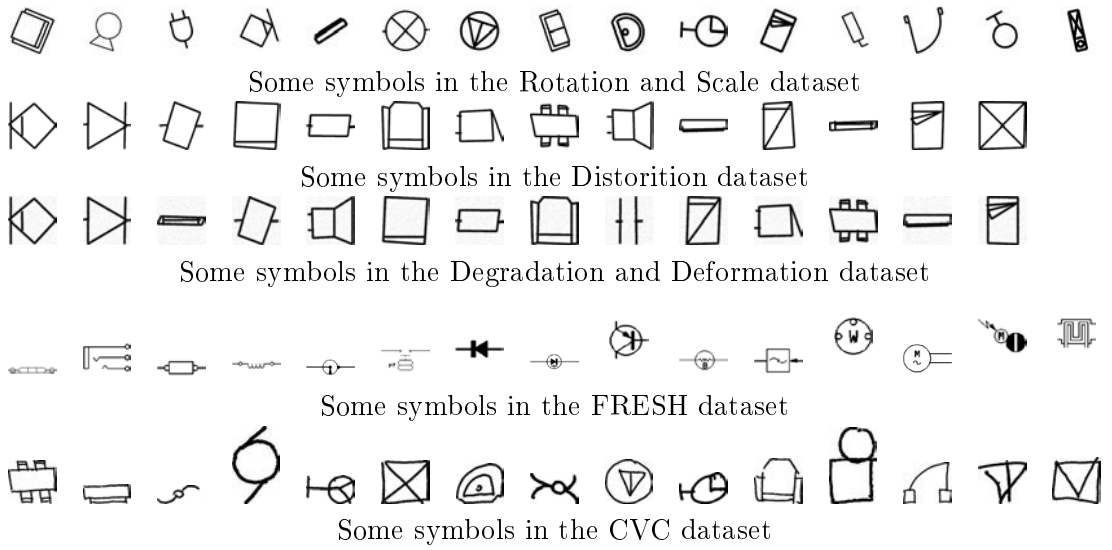 Some symbols in the Rotation and Scale dataset
Some symbols in the Distorition dataset
Some symbols in the Degradation and Deformation dataset
W
M
M
Some symbols in the FRESH dataset
Some symbols in the CVC dataset